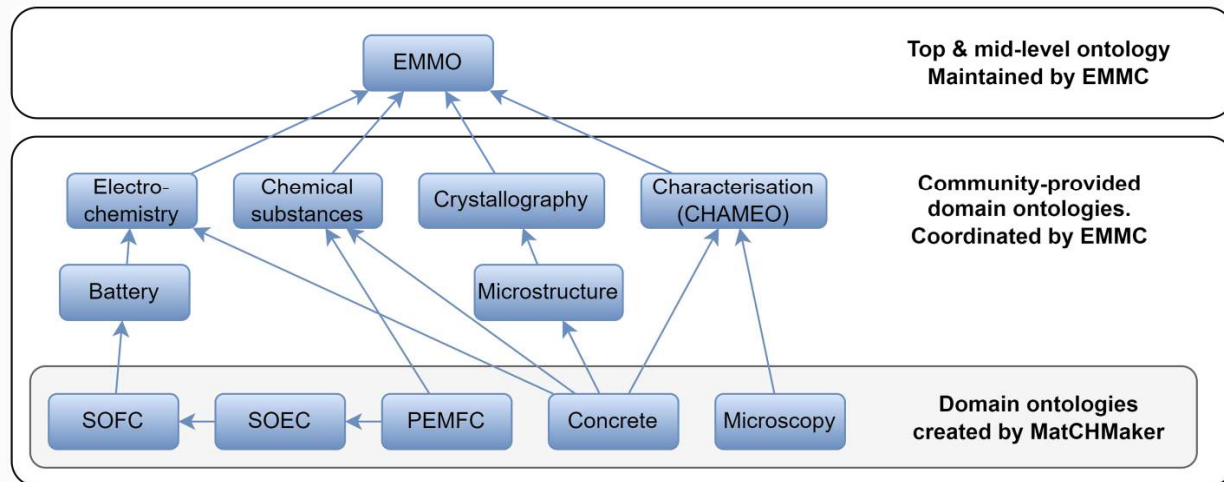 EMMO
Top & mid-level ontology
Maintained by EMMC
Electro-
chemistry
Chemical
substances
Crystallography
Characterisation
(CHAMEO)
Community-provided
domain ontologies.
Coordinated by EMMC
Battery
Microstructure
SOFC
SOEC
PEMFC
Concrete
Microscopy
Domain ontologies
created by MatCHMaker